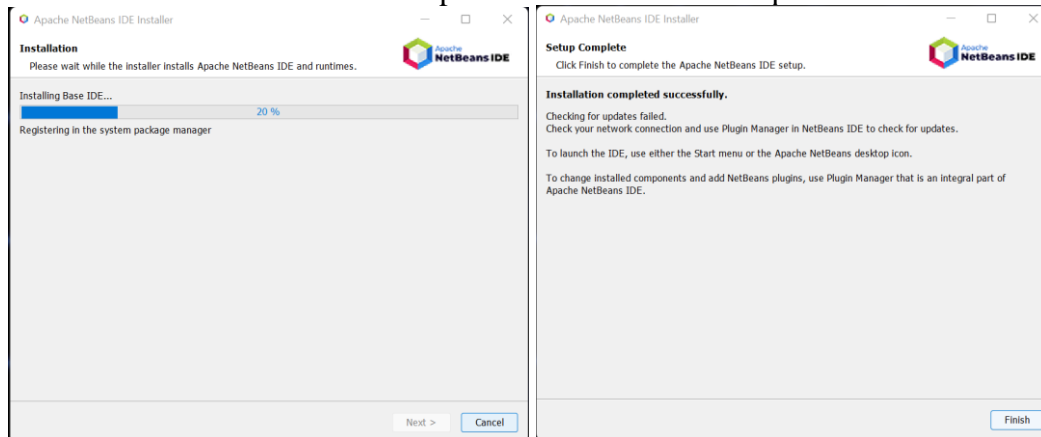 Apache NetBeans IDE Installer
Installation
Please wait while the installer installs Apache NetBeans IDE and runtimes.
Apache
NetBeans IDE
Installing Base IDE...
20 %
Registering in the system package manager
Next >
Cancel
Apache NetBeans IDE Installer
Setup Complete
Click Finish to complete the Apache NetBeans IDE setup.
Apache
NetBeans IDE
Installation completed successfully.
Checking for updates failed.
Check your network connection and use Plugin Manager in NetBeans IDE to check for updates.
To launch the IDE, use either the Start menu or the Apache NetBeans desktop icon.
To change installed components and add NetBeans plugins, use Plugin Manager that is an integral part of
Apache NetBeans IDE.
Finish